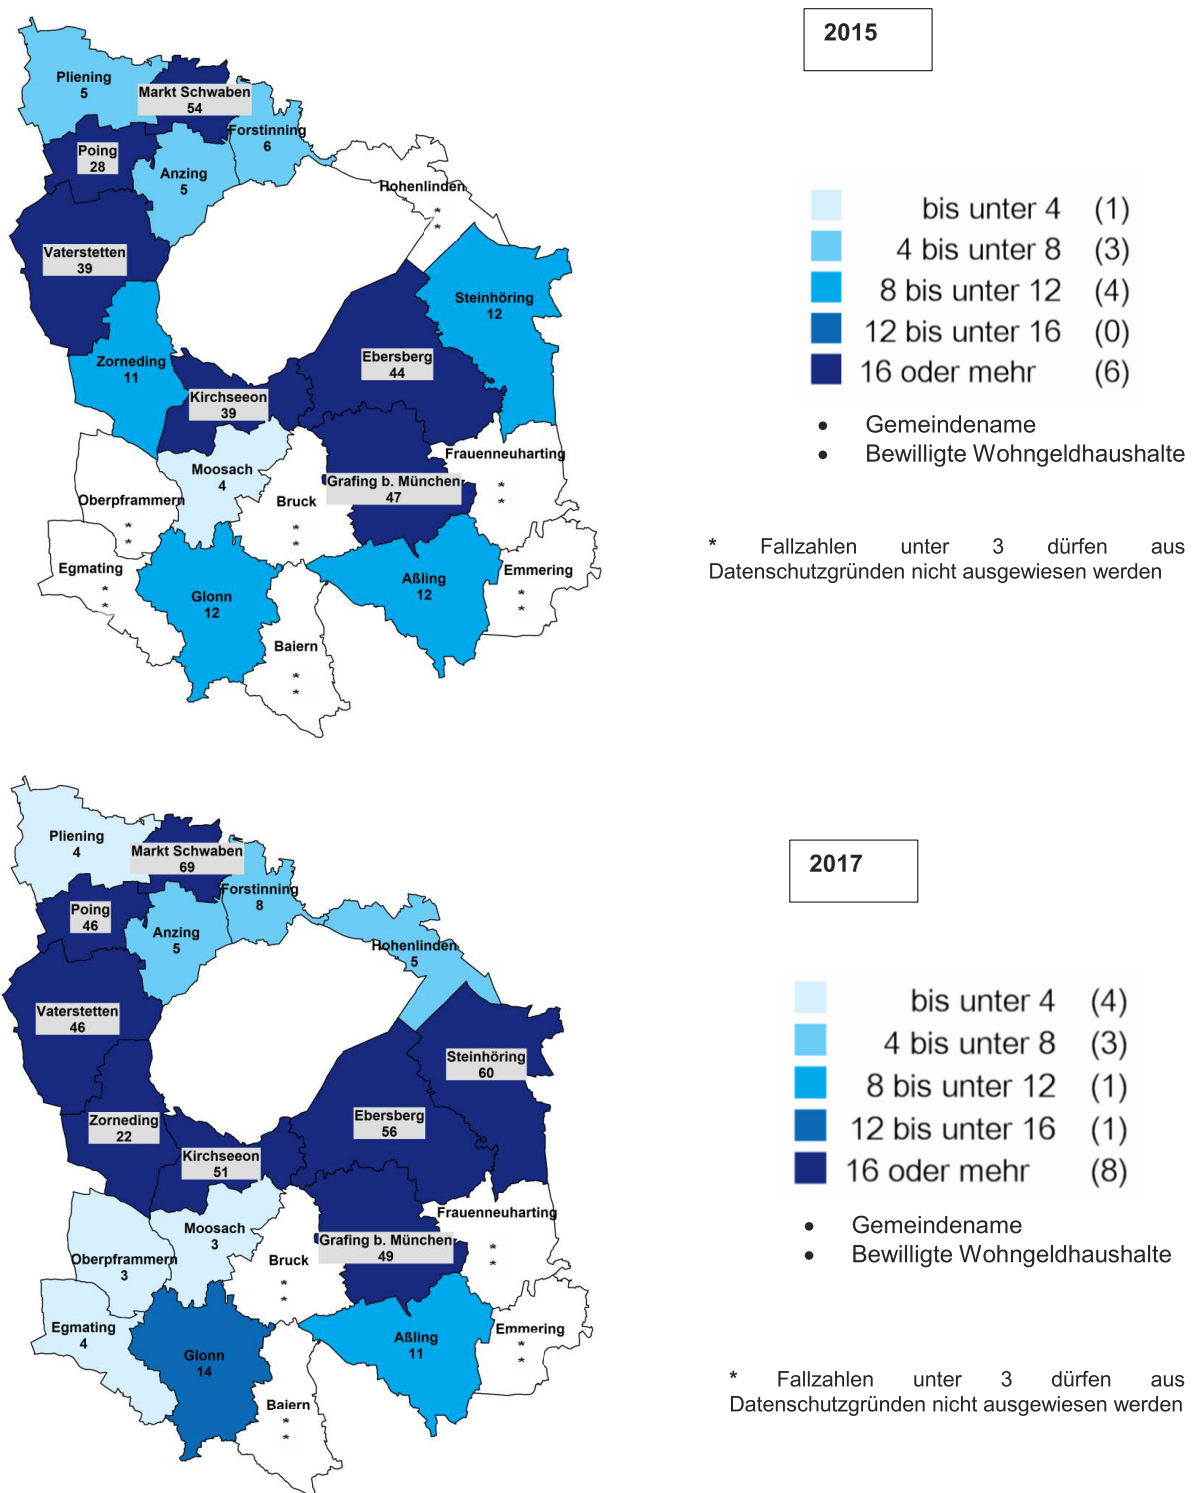 2015
Pliening
5
Markt Schwaben
54
Forstinning
6
Poing
28
Anzing
5
Hohenlinden
*
*
Vaterstetten
39
Steinhöring
12
Zorneding
11
Ebersberg
44
Kirchseeon
39
Moosach
4
Frauenneuharting
*
*
Grafing b. München
47
Oberpframmern
*
*
Bruck
*
*
Egmating
*
*
Glonn
12
Aßling
12
Emmering
*
*
Baiern
*
*
bis unter 4 (1)
4 bis unter 8 (3)
8 bis unter 12 (4)
12 bis unter 16 (0)
16 oder mehr (6)
• Gemeindename
• Bewilligte Wohngeldhaushalte
* Fallzahlen unter 3 dürfen aus
Datenschutzgründen nicht ausgewiesen werden
2017
Pliening
4
Markt Schwaben
69
Forstinning
8
Poing
46
Anzing
5
Hohenlinden
5
Vaterstetten
46
Steinhöring
60
Zorneding
22
Ebersberg
56
Kirchseeon
51
Moosach
3
Frauenneuharting
*
*
Grafing b. München
49
Oberpframmern
3
Bruck
*
*
Egmating
4
Glonn
14
Aßling
11
Emmering
*
*
Baiern
*
*
bis unter 4 (4)
4 bis unter 8 (3)
8 bis unter 12 (1)
12 bis unter 16 (1)
16 oder mehr (8)
• Gemeindename
• Bewilligte Wohngeldhaushalte
* Fallzahlen unter 3 dürfen aus
Datenschutzgründen nicht ausgewiesen werden